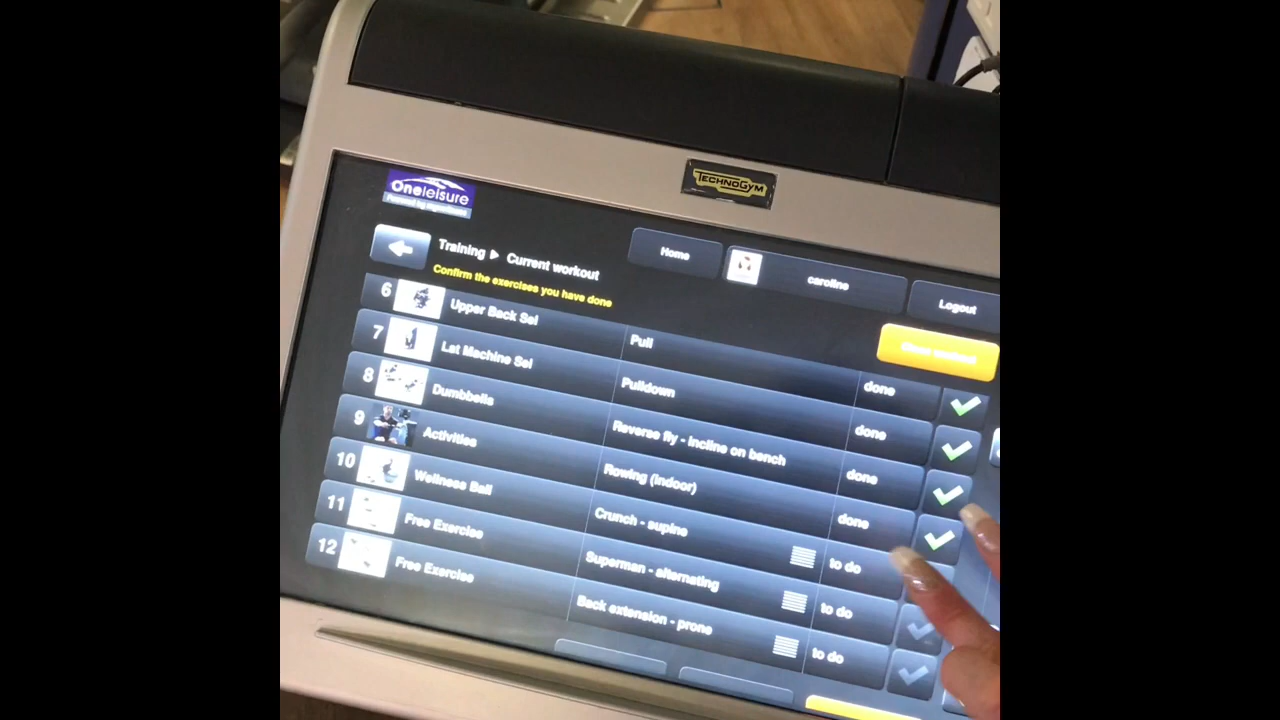 TECHNOGYM
Oneleisure
Training ▶ Current workout
Home
caroline
Logout
Confirm the exercises you have done
6 Upper Back Sel Pull done
7 Lat Machine Sel Pulldown done
8 Dumbbells Reverse fly - incline on bench done
9 Activities Rowing (indoor) done
10 Wellness Ball Crunch - supine to do
11 Free Exercise Superman - alternating to do
12 Free Exercise Back extension - prone to do